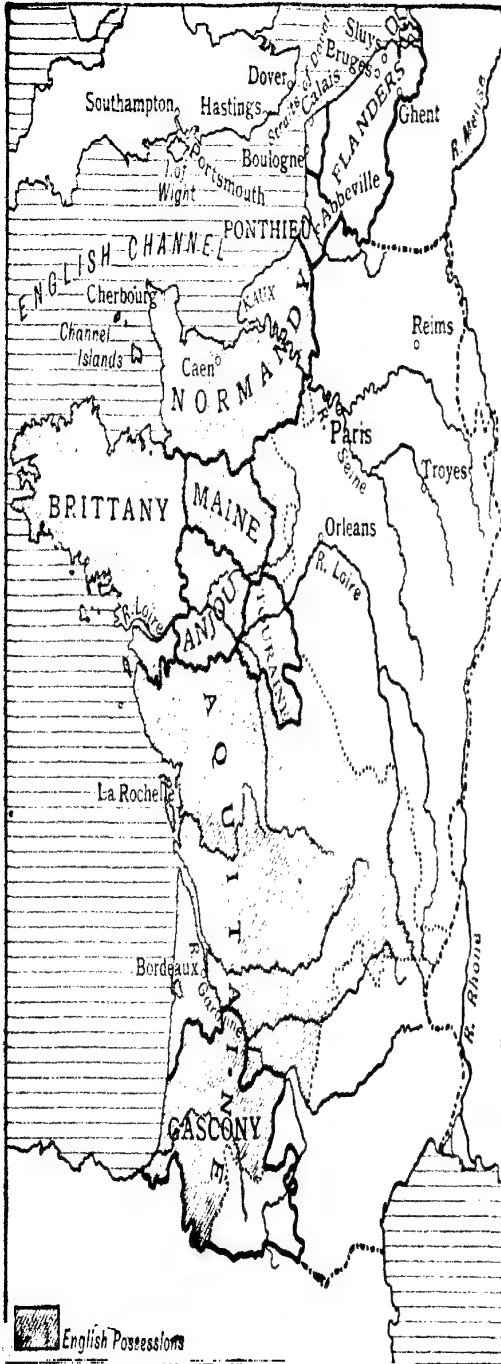 Sluys
Dover
Straits of Dover
Bruges
Southampton
Hastings
Calais
Ghent
FLANDERS
R. Meuse
Portsmouth
Boulogne
I. of
Wight
Abbeville
PONTHIEU
ENGLISH CHANNEL
Cherbourg
KAUX
Channel
Islands
Reims
Caen
NORMANDY
Paris
R. Seine
Troyes
BRITTANY
MAINE
Orleans
R. Loire
R. Loire
ANJOU
TOURAINE
AQUITAINE
La Rochelle
Bordeaux
R. Garonne
R. Rhone
GASCONY
English Possessions